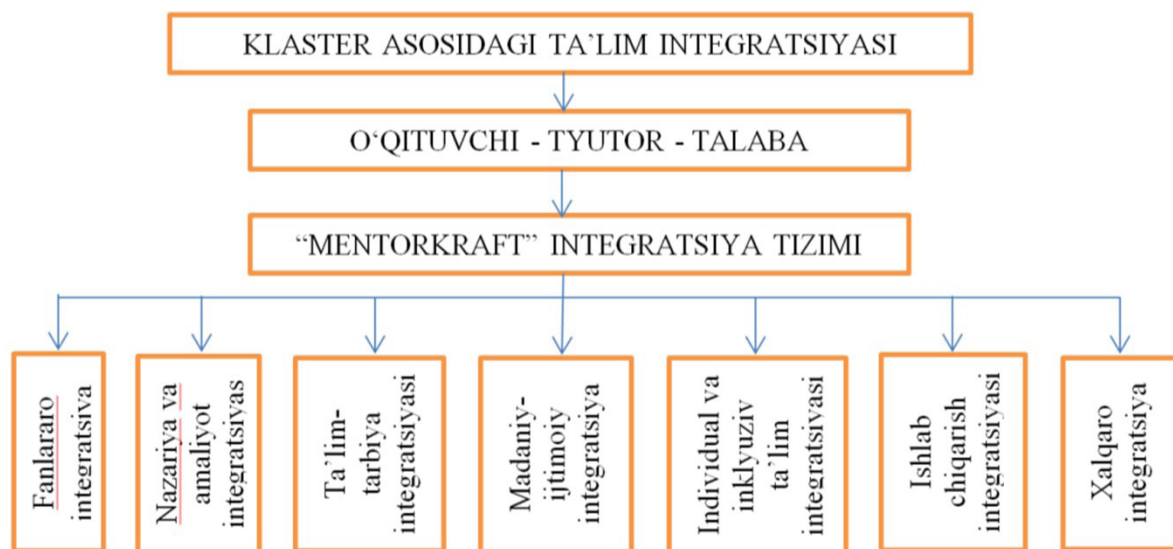 KLASTER ASOSIDAGI TA’LIM INTEGRATSIYASI
O‘QITUVCHI - TYUTOR - TALABA
“MENTORKRAFT” INTEGRATSIYA TIZIMI
Fanlararo
integratsiya
Nazariya va
amaliyot
integratsiyas
Ta’lim-
tarbiya
integratsiyasi
Madaniy-
ijtimoiy
integratsiya
Individual va
inklyuziv
ta’lim
integratsiyasi
Ishlab
chiqarish
integratsiyasi
Xalqaro
integratsiya